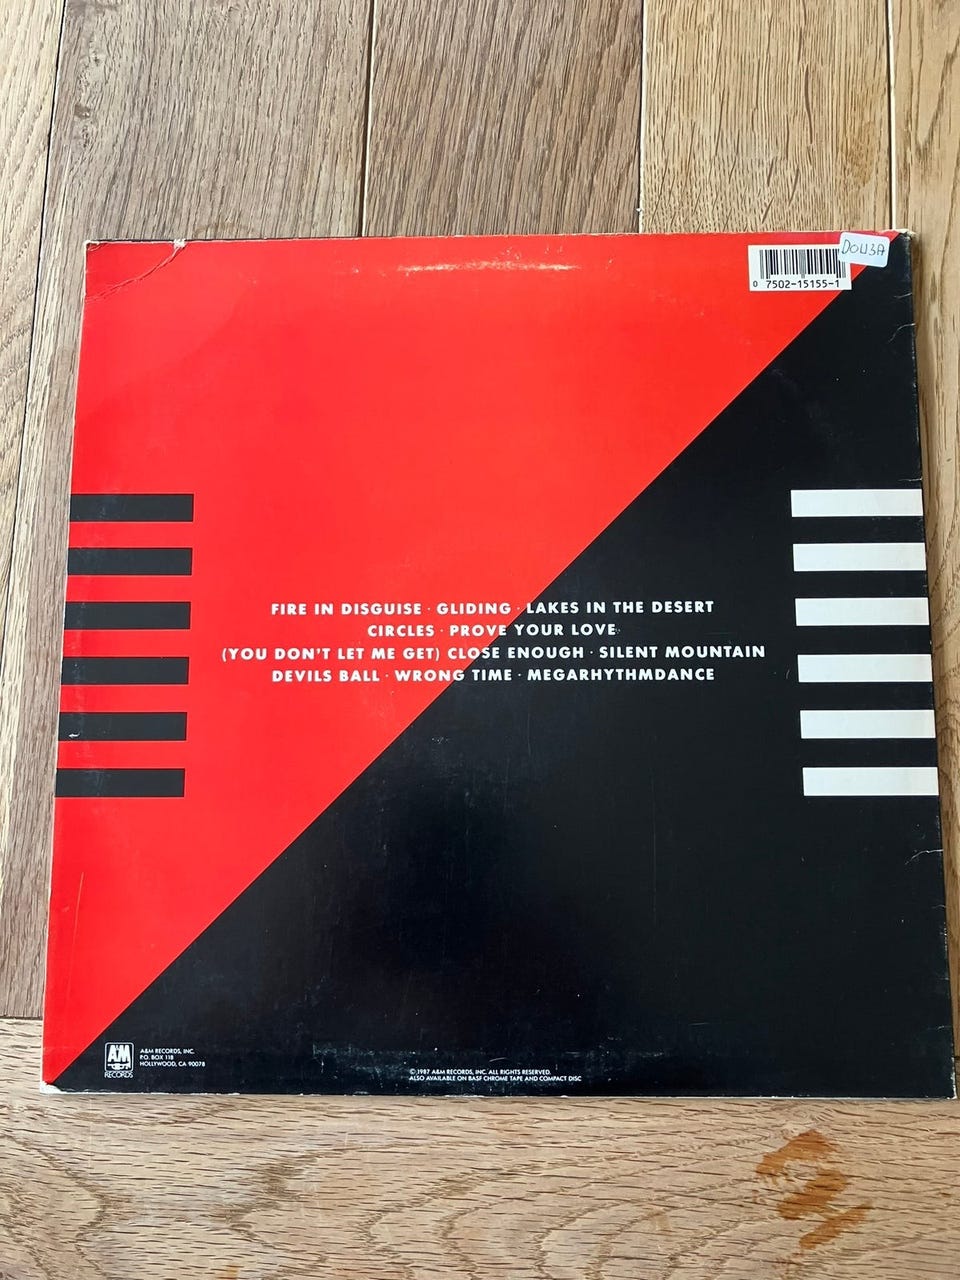 DOU3A
0 7502-15155-1
FIRE IN DISGUISE · GLIDING · LAKES IN THE DESERT
CIRCLES · PROVE YOUR LOVE
(YOU DON'T LET ME GET) CLOSE ENOUGH · SILENT MOUNTAIN
DEVILS BALL · WRONG TIME · MEGARHYTHMDANCE
A&M
RECORDS
A&M RECORDS, INC.
P.O. BOX 118
HOLLYWOOD, CA 90078
© 1987 A&M RECORDS, INC. ALL RIGHTS RESERVED.
ALSO AVAILABLE ON BASF CHROME TAPE AND COMPACT DISC